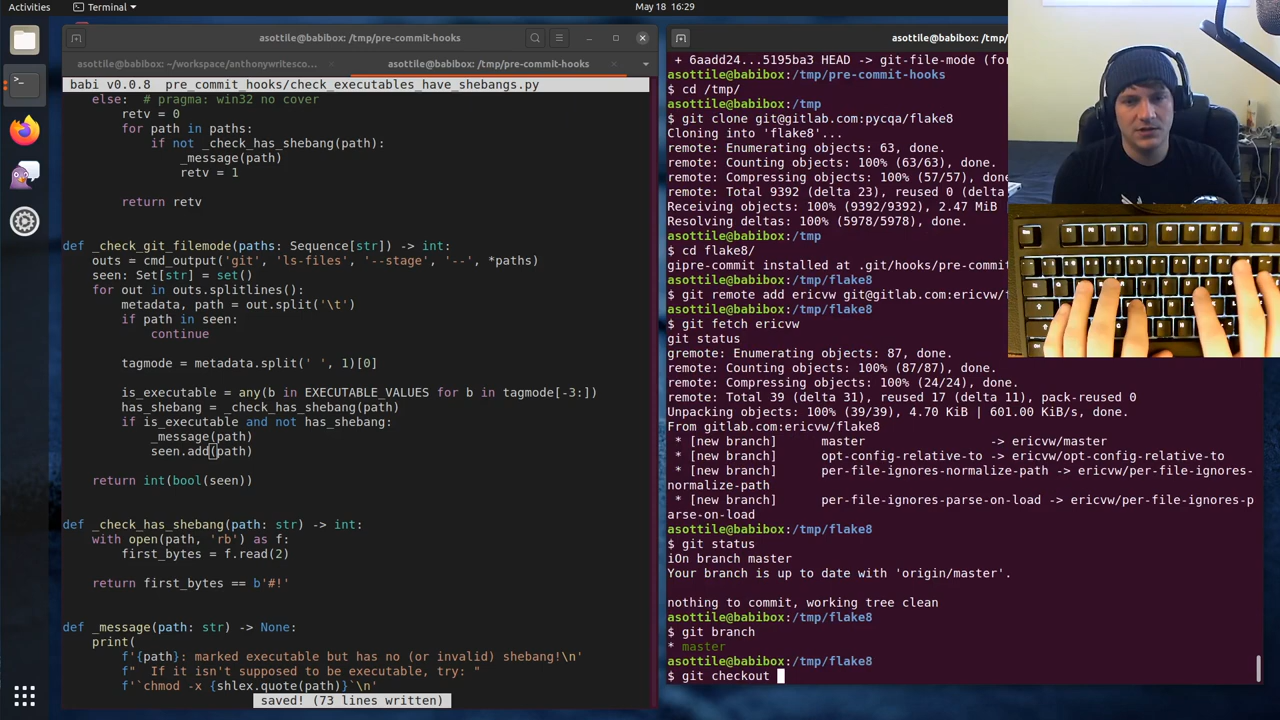 Activities
Terminal
May 18 16:29
asottile@babibox: /tmp/pre-commit-hooks
asottile@babibox: ~/workspace/anthonywritesco...
asottile@babibox: /tmp/pre-commit-hooks
babi v0.0.8 pre_commit_hooks/check_executables_have_shebangs.py
else:  # pragma: win32 no cover
retv = 0
for path in paths:
if not _check_has_shebang(path):
_message(path)
retv = 1
return retv
def _check_git_filemode(paths: Sequence[str]) -> int:
outs = cmd_output('git', 'ls-files', '--stage', '--', *paths)
seen: Set[str] = set()
for out in outs.splitlines():
metadata, path = out.split('\t')
if path in seen:
continue
tagmode = metadata.split(' ', 1)[0]
is_executable = any(b in EXECUTABLE_VALUES for b in tagmode[-3:])
has_shebang = _check_has_shebang(path)
if is_executable and not has_shebang:
_message(path)
seen.add(path)
return int(bool(seen))
def _check_has_shebang(path: str) -> int:
with open(path, 'rb') as f:
first_bytes = f.read(2)
return first_bytes == b'#!'
def _message(path: str) -> None:
print(
f'{path}: marked executable but has no (or invalid) shebang!\n'
f"  If it isn't supposed to be executable, try: "
f'`chmod -x {shlex.quote(path)}`\n'
saved! (73 lines written)
asottile@babibox: /tmp/
+ 6aadd24...5195ba3 HEAD -> git-file-mode (for
asottile@babibox:/tmp/pre-commit-hooks
$ cd /tmp/
asottile@babibox:/tmp
$ git clone git@gitlab.com:pycqa/flake8
Cloning into 'flake8'...
remote: Enumerating objects: 63, done.
remote: Counting objects: 100% (63/63), done.
remote: Compressing objects: 100% (57/57), done.
remote: Total 9392 (delta 23), reused 0 (delta
Receiving objects: 100% (9392/9392), 2.47 MiB
Resolving deltas: 100% (5978/5978), done.
asottile@babibox:/tmp
$ cd flake8/
gipre-commit installed at .git/hooks/pre-commit
asottile@babibox:/tmp/flake8
$ git remote add ericvw git@gitlab.com:ericvw/f
asottile@babibox:/tmp/flake8
$ git fetch ericvw
git status
gremote: Enumerating objects: 87, done.
remote: Counting objects: 100% (87/87), done.
remote: Compressing objects: 100% (24/24), done.
remote: Total 39 (delta 31), reused 17 (delta 11), pack-reused 0
Unpacking objects: 100% (39/39), 4.70 KiB | 601.00 KiB/s, done.
From gitlab.com:ericvw/flake8
* [new branch] master -> ericvw/master
* [new branch] opt-config-relative-to -> ericvw/opt-config-relative-to
* [new branch] per-file-ignores-normalize-path -> ericvw/per-file-ignores-
normalize-path
* [new branch] per-file-ignores-parse-on-load -> ericvw/per-file-ignores-p
arse-on-load
asottile@babibox:/tmp/flake8
$ git status
iOn branch master
Your branch is up to date with 'origin/master'.
nothing to commit, working tree clean
asottile@babibox:/tmp/flake8
$ git branch
* master
asottile@babibox:/tmp/flake8
$ git checkout